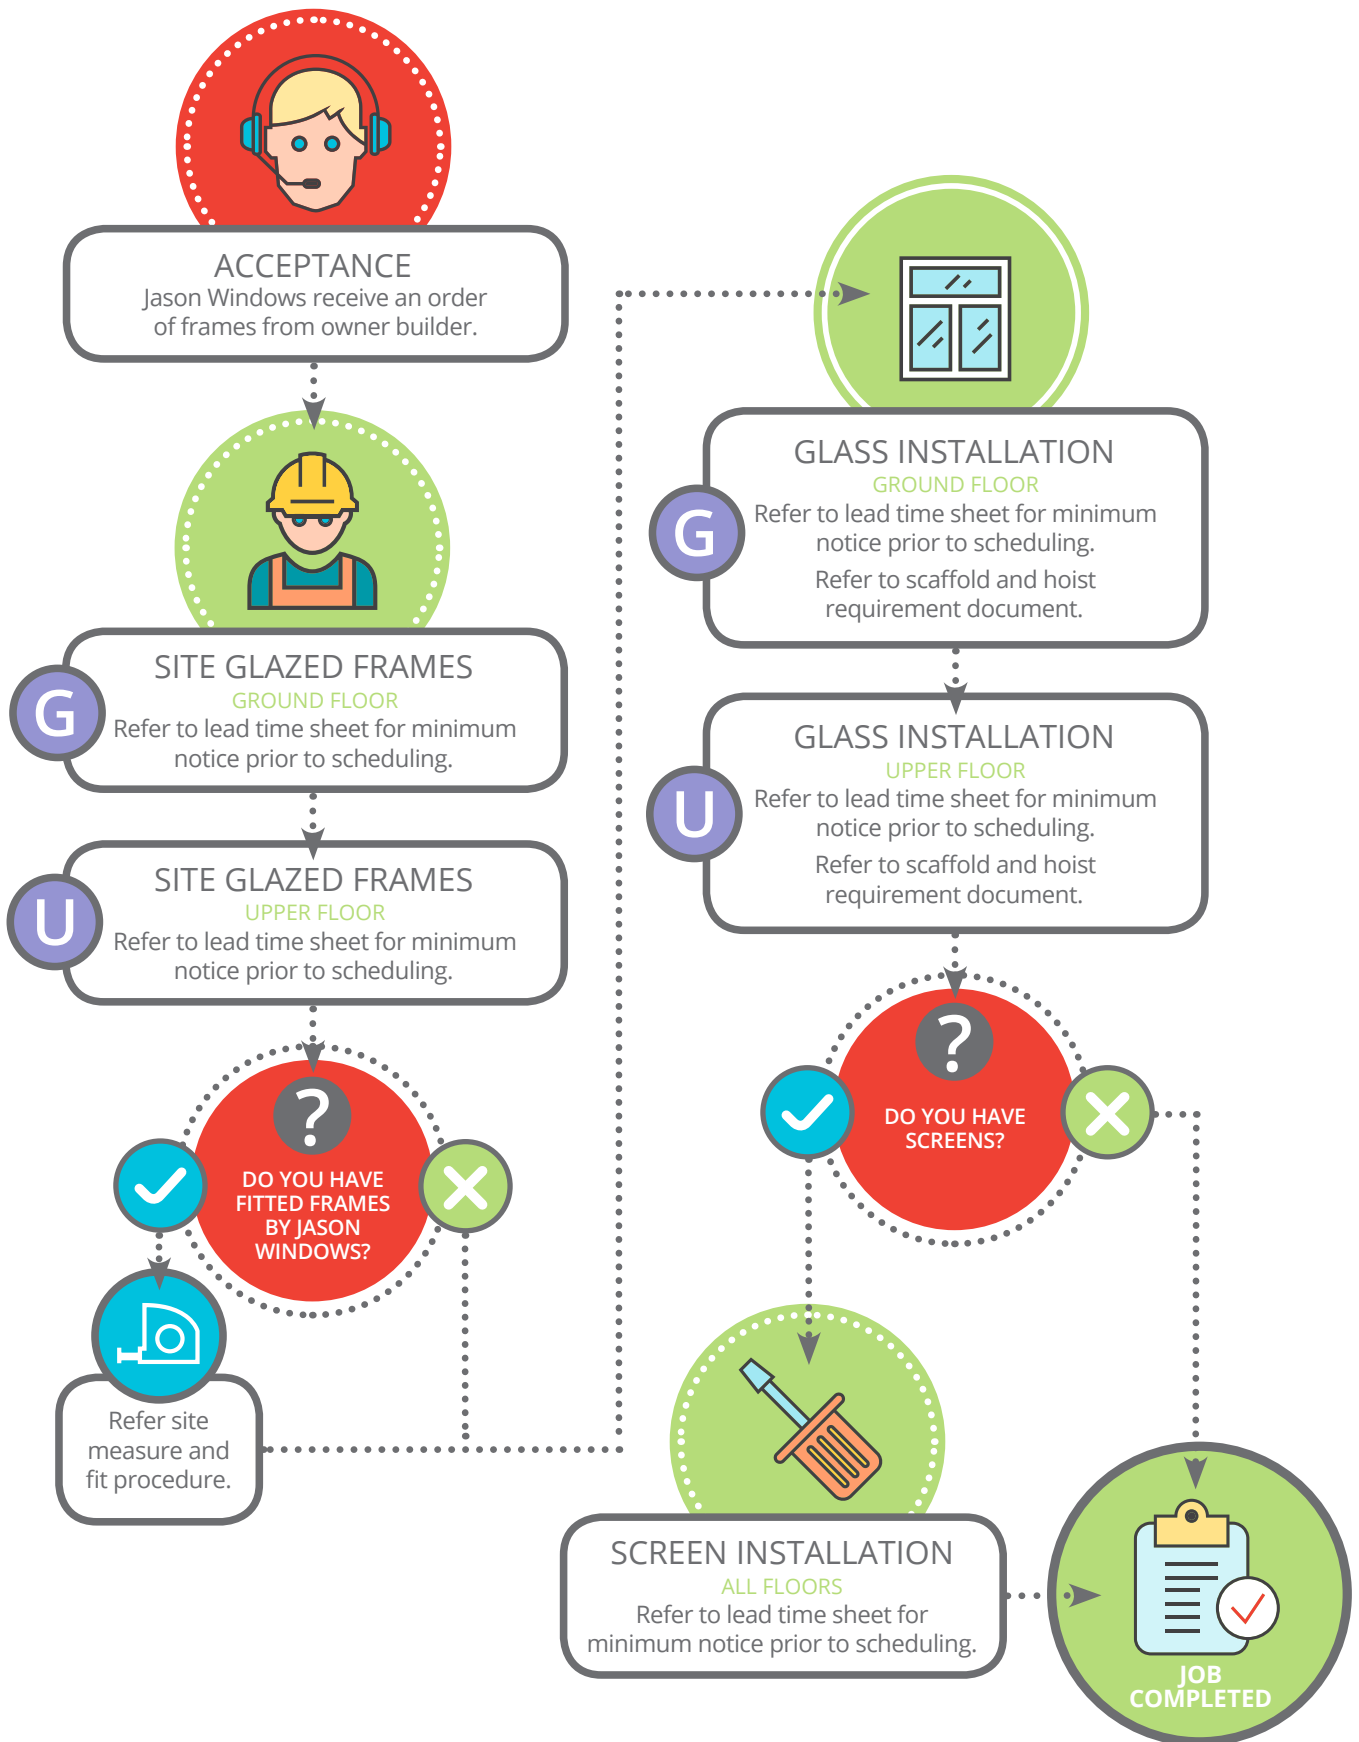 ACCEPTANCE
Jason Windows receive an order
of frames from owner builder.
G
SITE GLAZED FRAMES
GROUND FLOOR
Refer to lead time sheet for minimum
notice prior to scheduling.
U
SITE GLAZED FRAMES
UPPER FLOOR
Refer to lead time sheet for minimum
notice prior to scheduling.
?
DO YOU HAVE
FITTED FRAMES
BY JASON
WINDOWS?
Refer site
measure and
fit procedure.
G
GLASS INSTALLATION
GROUND FLOOR
Refer to lead time sheet for minimum
notice prior to scheduling.
Refer to scaffold and hoist
requirement document.
U
GLASS INSTALLATION
UPPER FLOOR
Refer to lead time sheet for minimum
notice prior to scheduling.
Refer to scaffold and hoist
requirement document.
?
DO YOU HAVE
SCREENS?
SCREEN INSTALLATION
ALL FLOORS
Refer to lead time sheet for
minimum notice prior to scheduling.
JOB
COMPLETED